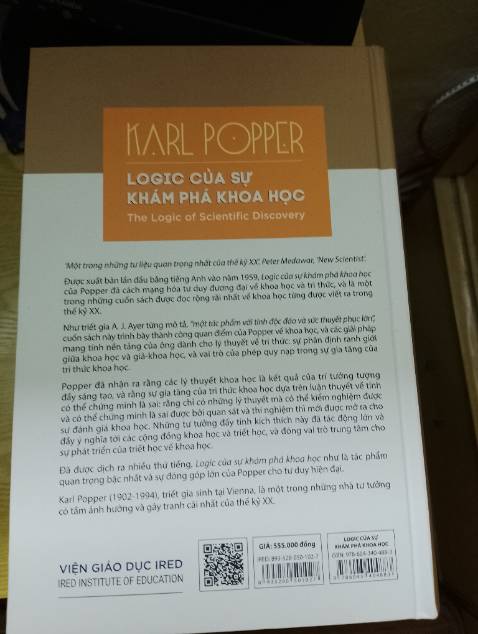 KARL POPPER
LOGIC CỦA SỰ
KHÁM PHÁ KHOA HỌC
The Logic of Scientific Discovery
'Một trong những tư liệu quan trọng nhất của thế kỷ XX'. Peter Medawar, 'New Scientist'.
Được xuất bản lần đầu bằng tiếng Anh vào năm 1959, Logic của sự khám phá khoa học
của Popper đã cách mạng hóa tư duy đương đại về khoa học và tri thức, và là một
trong những cuốn sách được đọc rộng rãi nhất về khoa học từng được viết ra trong
thế kỷ XX.
Như triết gia A. J. Ayer từng mô tả, "một tác phẩm với tính độc đáo và sức thuyết phục lớn",
cuốn sách này trình bày thành công quan điểm của Popper về khoa học, và các giải pháp
mang tính nền tảng của ông dành cho lý thuyết về tri thức: sự phân định ranh giới
giữa khoa học và giả-khoa học, và vai trò của phép quy nạp trong sự gia tăng của
tri thức khoa học.
Popper đã nhận ra rằng các lý thuyết khoa học là kết quả của trí tưởng tượng
đầy sáng tạo, và rằng sự gia tăng của tri thức khoa học dựa trên luận thuyết về tính
có thể chứng minh là sai: rằng chỉ có những lý thuyết mà có thể kiểm nghiệm được
và có thể chứng minh là sai được bởi quan sát và thí nghiệm thì mới được mở ra cho
sự đánh giá khoa học. Những tư tưởng đầy tính kích thích này đã tác động lớn và
đầy ý nghĩa tới các cộng đồng khoa học và triết học, và đóng vai trò trung tâm cho
sự phát triển của triết học về khoa học.
Đã được dịch ra nhiều thứ tiếng, Logic của sự khám phá khoa học như là tác phẩm
quan trọng bậc nhất và sự đóng góp lớn của Popper cho tư duy hiện đại.
Karl Popper (1902-1994), triết gia sinh tại Vienna, là một trong những nhà tư tưởng
có tầm ảnh hưởng và gây tranh cãi nhất của thế kỷ XX.
VIỆN GIÁO DỤC IRED
IRED INSTITUTE OF EDUCATION
GIÁ: 555.000 đồng
LOGIC CỦA SỰ
KHÁM PHÁ KHOA HỌC